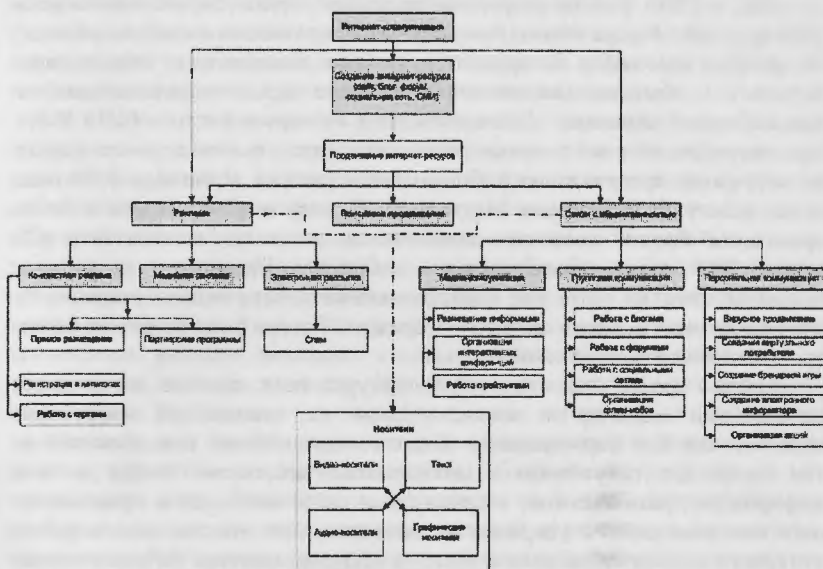 Интернет-коммуникации
Создание интернет-ресурса
(сайт, блог, форум,
социальная сеть, СМИ)
Продвижение интернет-ресурса
Реклама
Поисковое продвижение
Связи с общественностью
Контекстная реклама
Медийная реклама
Электронная рассылка
Медиакоммуникации
Групповые коммуникации
Персональные коммуникации
Прямое размещение
Партнерские программы
Спам
Регистрация в каталогах
Работа с
Размещение информации
Организация
интерактивных
конференций
Работа с рейтингами
Работа с блогами
Работа с форумами
Работа с социальными
сетями
Организация
флеш-мобов
Вирусное продвижение
Создание виртуального
потребителя
Создание брендовой игры
Создание электронного
информатора
Организация акций
Носители
Видео-носители
Текст
Аудио-носители
Графические
носители